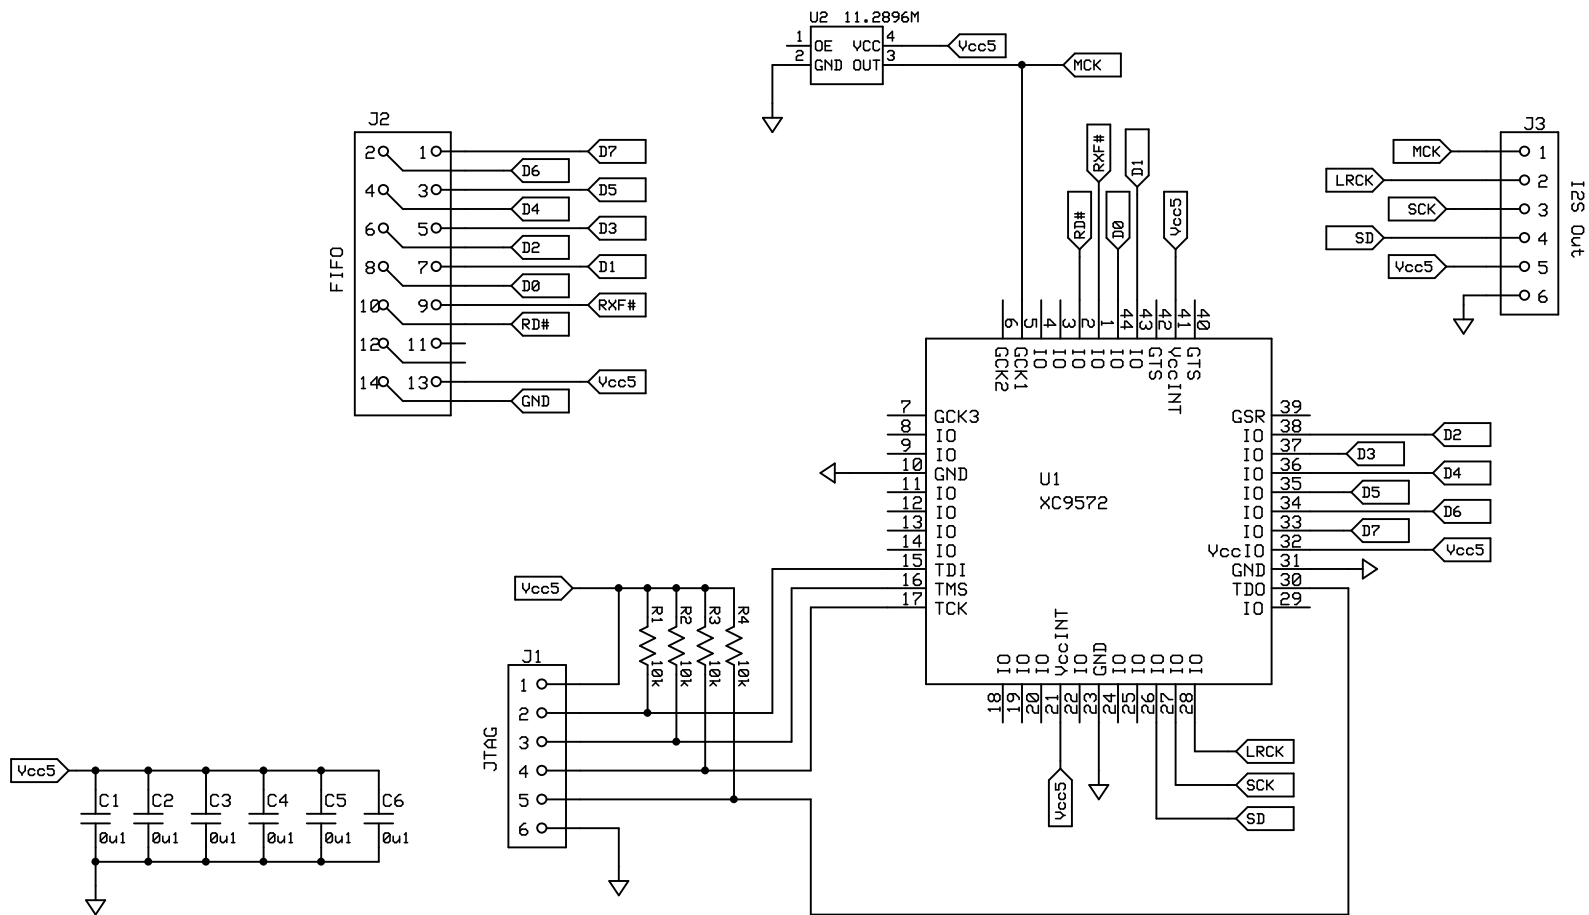 U2 11.2896M
1 OE VCC 4 Vcc5
2 GND OUT 3 MCK
J2
FIFO
2 1 D7
D6
4 3 D5
D4
6 5 D3
D2
8 7 D1
D0
10 9 RXF#
RD#
12 11
14 13 Vcc5
GND
J3
I2S Out
MCK 1
LRCK 2
SCK 3
SD 4
Vcc5 5
6
RD# RXF# D0 D1 Vcc5
6 5 4 3 2 1 44 43 42 41 40
GCK2 GCK1 IO IO IO IO IO IO GTS VccINT GTS
U1
XC9572
7 GCK3
8 IO
9 IO
10 GND
11 IO
12 IO
13 IO
14 IO
15 TDI
16 TMS
17 TCK
GSR 39
IO 38 D2
IO 37 D3
IO 36 D4
IO 35 D5
IO 34 D6
IO 33 D7
VccIO 32 Vcc5
GND 31
TDO 30
IO 29
IO IO IO VccINT IO GND IO IO IO IO IO
18 19 20 21 22 23 24 25 26 27 28
Vcc5
LRCK
SCK
SD
Vcc5
R1 R2 R3 R4
10k 10k 10k 10k
J1
JTAG
1
2
3
4
5
6
Vcc5
C1 C2 C3 C4 C5 C6
0u1 0u1 0u1 0u1 0u1 0u1